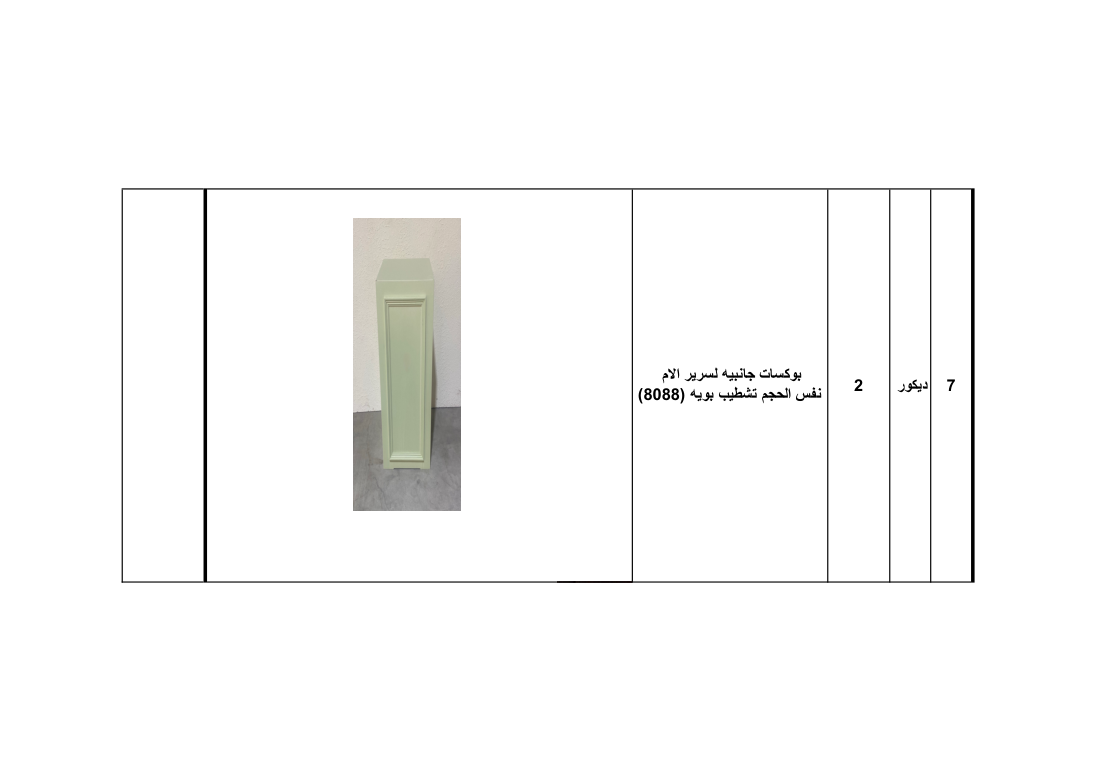 7
ديكور
2
بوكسات جانبيه لسرير الام
نفس الحجم تشطيب بويه (8088)